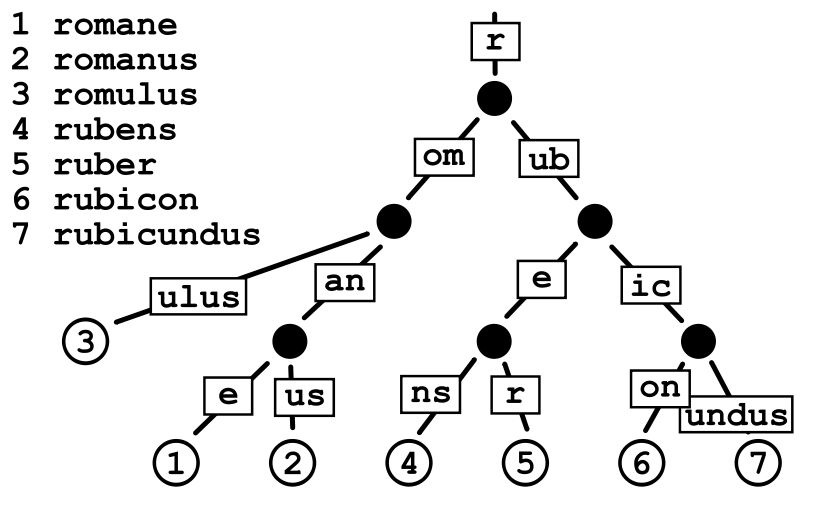 1 romane
2 romanus
3 romulus
4 rubens
5 ruber
6 rubicon
7 rubicundus
r
om ub
ulus an e ic
3
e us ns r on undus
1 2 4 5 6 7